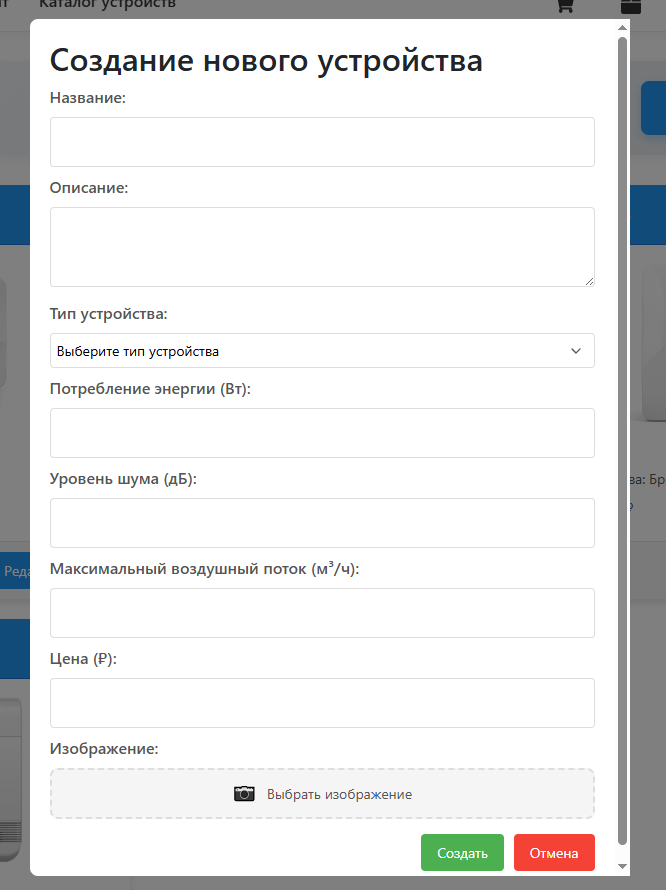 Каталог устройств
Создание нового устройства
Название:
Описание:
Тип устройства:
Выберите тип устройства
Потребление энергии (Вт):
Уровень шума (дБ):
Максимальный воздушный поток (м³/ч):
Цена (₽):
Изображение:
Выбрать изображение
Создать
Отмена